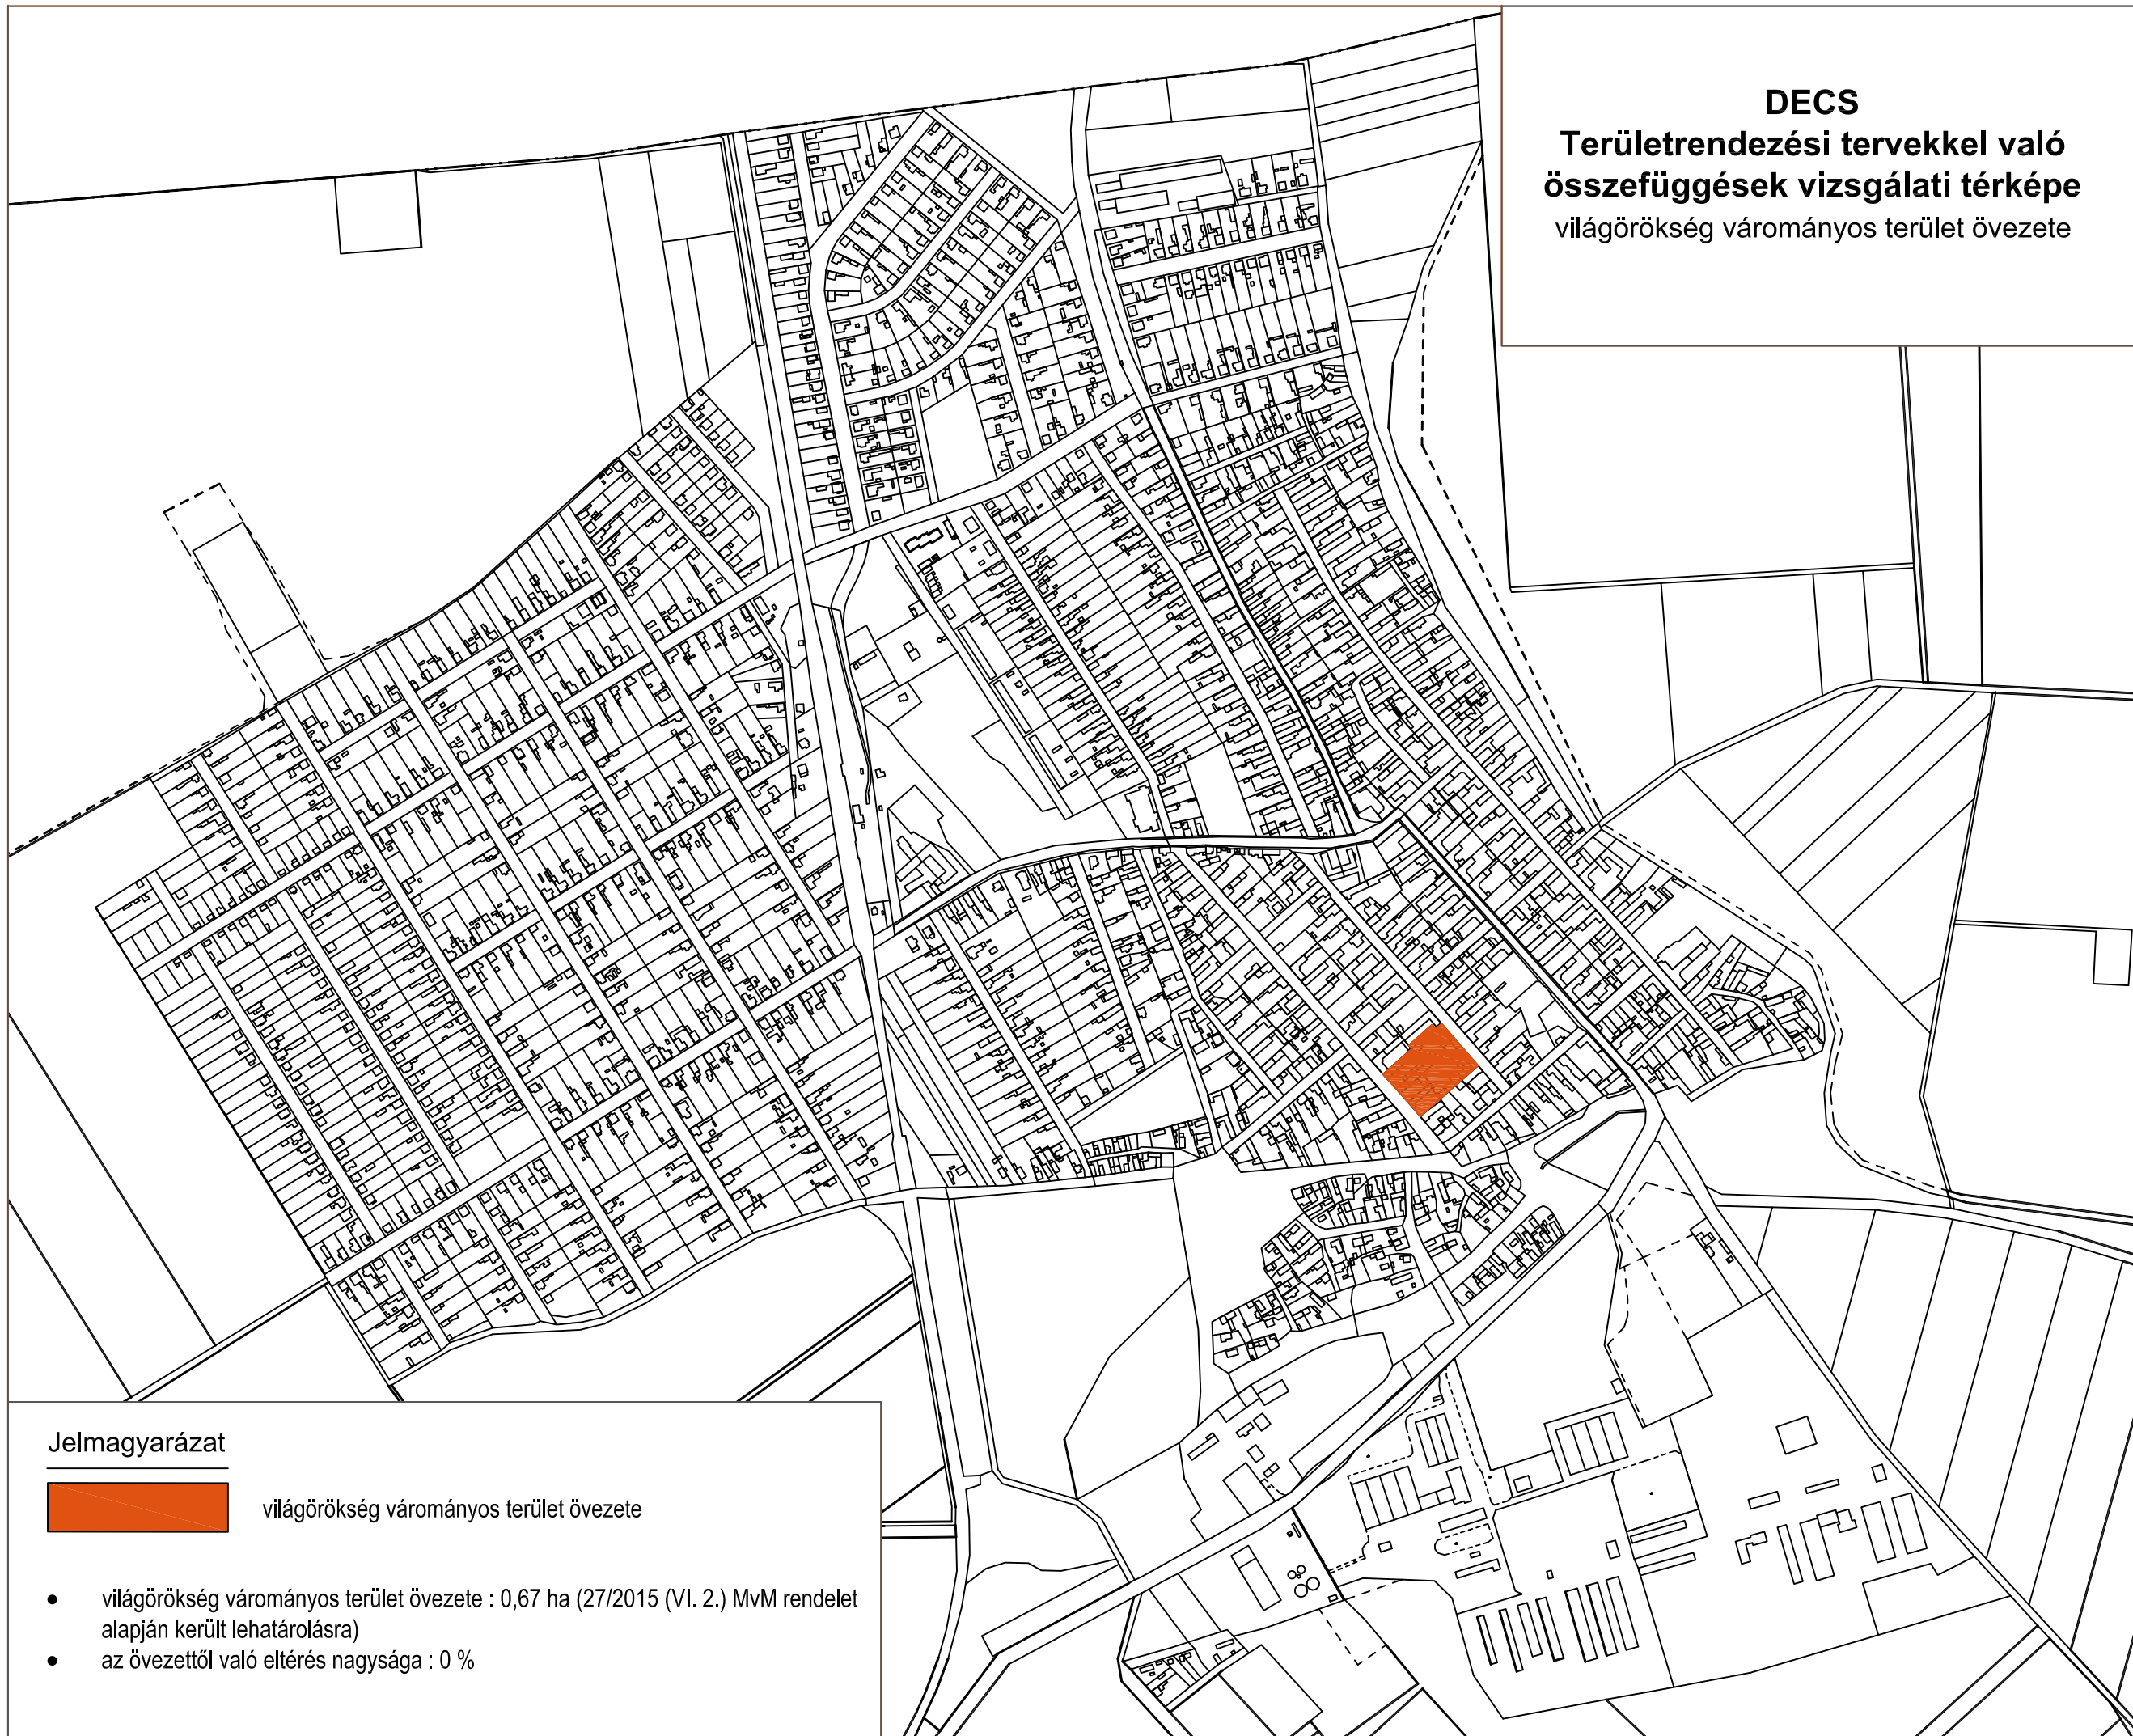 DECS
Területrendezési tervekkel való
összefüggések vizsgálati térképe
világörökség várományos terület övezete
Jelmagyarázat
világörökség várományos terület övezete
• világörökség várományos terület övezete : 0,67 ha (27/2015 (VI. 2.) MvM rendelet
alapján került lehatárolásra)
• az övezettől való eltérés nagysága : 0 %